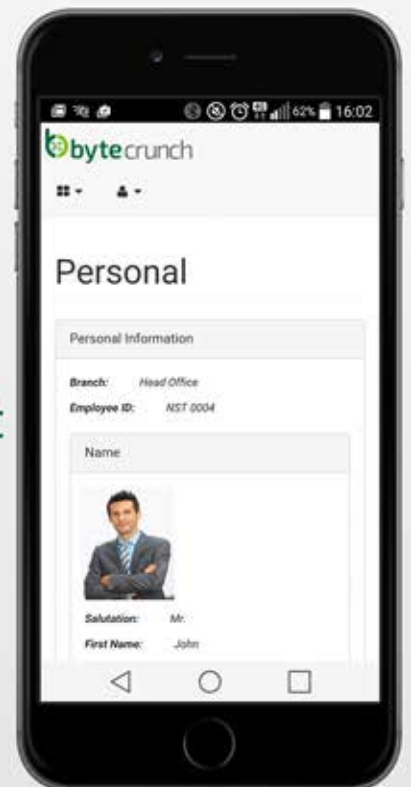 62% 16:02
bytecrunch
Personal
Personal Information
Branch: Head Office
Employee ID: NST 0004
Name
Salutation: Mr.
First Name: John